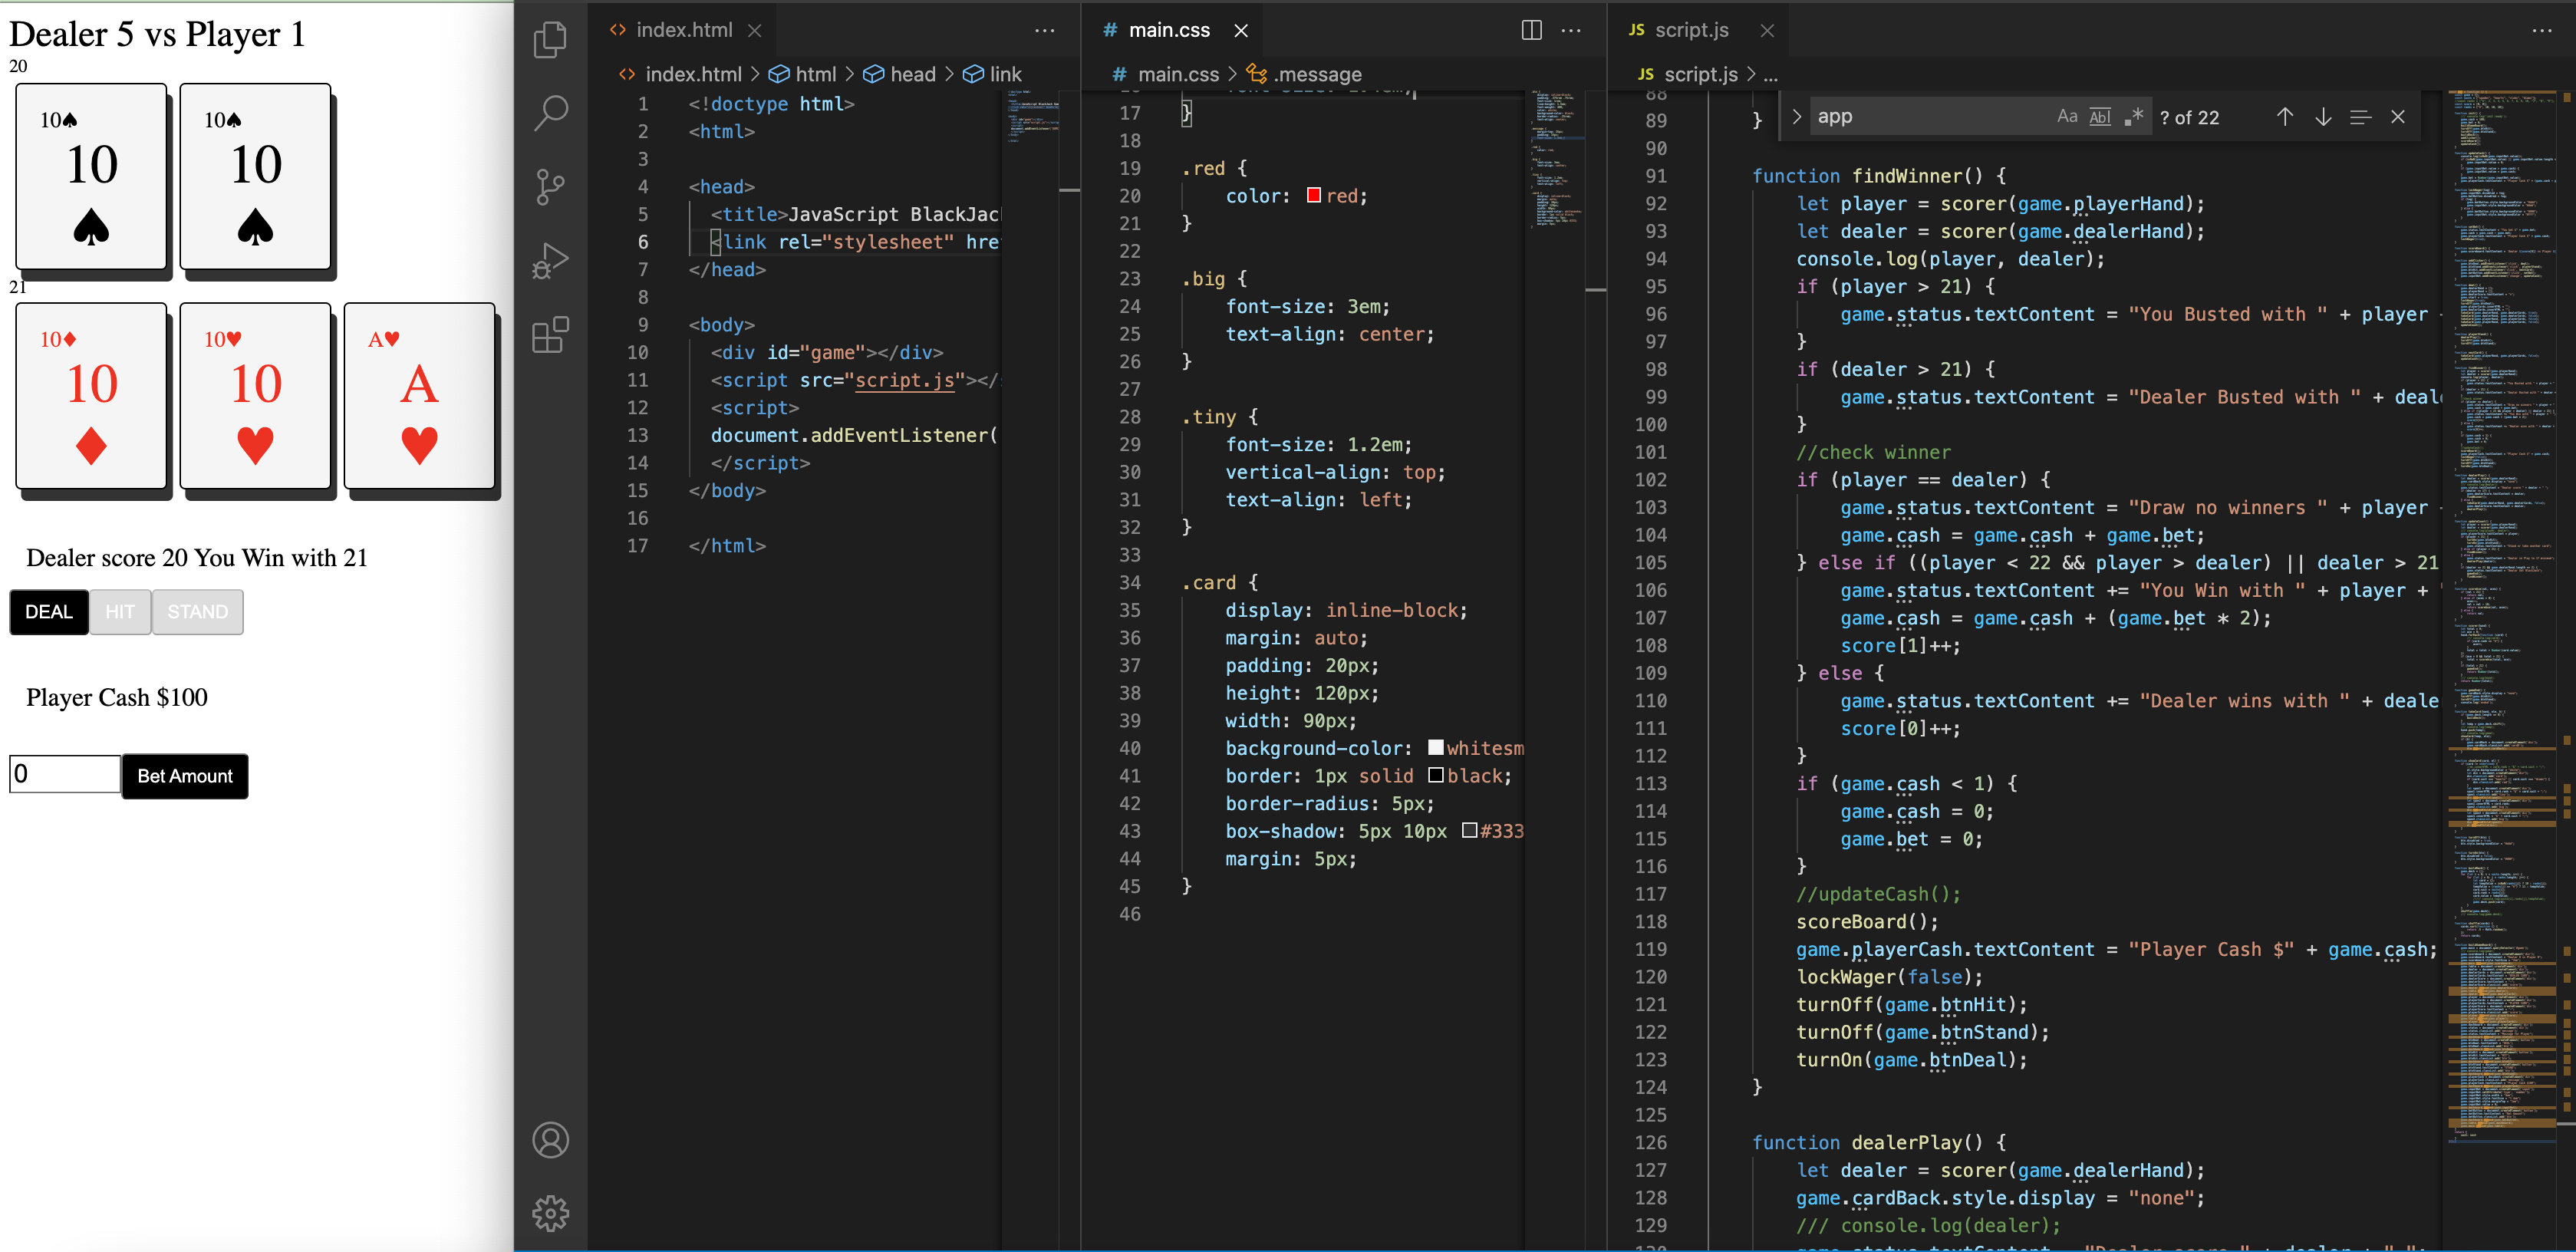 Dealer 5 vs Player 1
20
10♠ 10♠
10 10
♠ ♠
21
10♦ 10♥ A♥
10 10 A
♦ ♥ ♥
Dealer score 20 You Win with 21
DEAL HIT STAND
Player Cash $100
0 Bet Amount
index.html
index.html > html > head > link
1 <!doctype html>
2 <html>
3
4 <head>
5 <title>JavaScript BlackJac
6 <link rel="stylesheet" hre
7 </head>
8
9 <body>
10 <div id="game"></div>
11 <script src="script.js"></
12 <script>
13 document.addEventListener(
14 </script>
15 </body>
16
17 </html>
# main.css
# main.css > .message
17 }
18
19 .red {
20 color: red;
21 }
22
23 .big {
24 font-size: 3em;
25 text-align: center;
26 }
27
28 .tiny {
29 font-size: 1.2em;
30 vertical-align: top;
31 text-align: left;
32 }
33
34 .card {
35 display: inline-block;
36 margin: auto;
37 padding: 20px;
38 height: 120px;
39 width: 90px;
40 background-color: whitesm
41 border: 1px solid black;
42 border-radius: 5px;
43 box-shadow: 5px 10px #333
44 margin: 5px;
45 }
46
JS script.js
JS script.js > ...
app Aa Abl .* ? of 22
88
89 }
90
91 function findWinner() {
92 let player = scorer(game.playerHand);
93 let dealer = scorer(game.dealerHand);
94 console.log(player, dealer);
95 if (player > 21) {
96 game.status.textContent = "You Busted with " + player
97 }
98 if (dealer > 21) {
99 game.status.textContent = "Dealer Busted with " + deal
100 }
101 //check winner
102 if (player == dealer) {
103 game.status.textContent = "Draw no winners " + player
104 game.cash = game.cash + game.bet;
105 } else if ((player < 22 && player > dealer) || dealer > 21
106 game.status.textContent += "You Win with " + player +
107 game.cash = game.cash + (game.bet * 2);
108 score[1]++;
109 } else {
110 game.status.textContent += "Dealer wins with " + deale
111 score[0]++;
112 }
113 if (game.cash < 1) {
114 game.cash = 0;
115 game.bet = 0;
116 }
117 //updateCash();
118 scoreBoard();
119 game.playerCash.textContent = "Player Cash $" + game.cash;
120 lockWager(false);
121 turnOff(game.btnHit);
122 turnOff(game.btnStand);
123 turnOn(game.btnDeal);
124 }
125
126 function dealerPlay() {
127 let dealer = scorer(game.dealerHand);
128 game.cardBack.style.display = "none";
129 /// console.log(dealer);